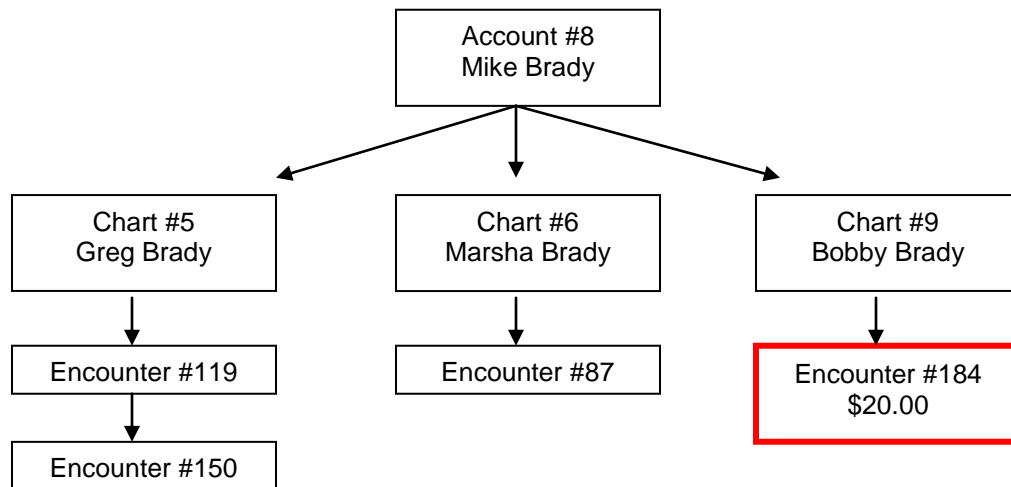 Account #8
Mike Brady
Chart #5
Greg Brady
Chart #6
Marsha Brady
Chart #9
Bobby Brady
Encounter #119
Encounter #87
Encounter #184
$20.00
Encounter #150